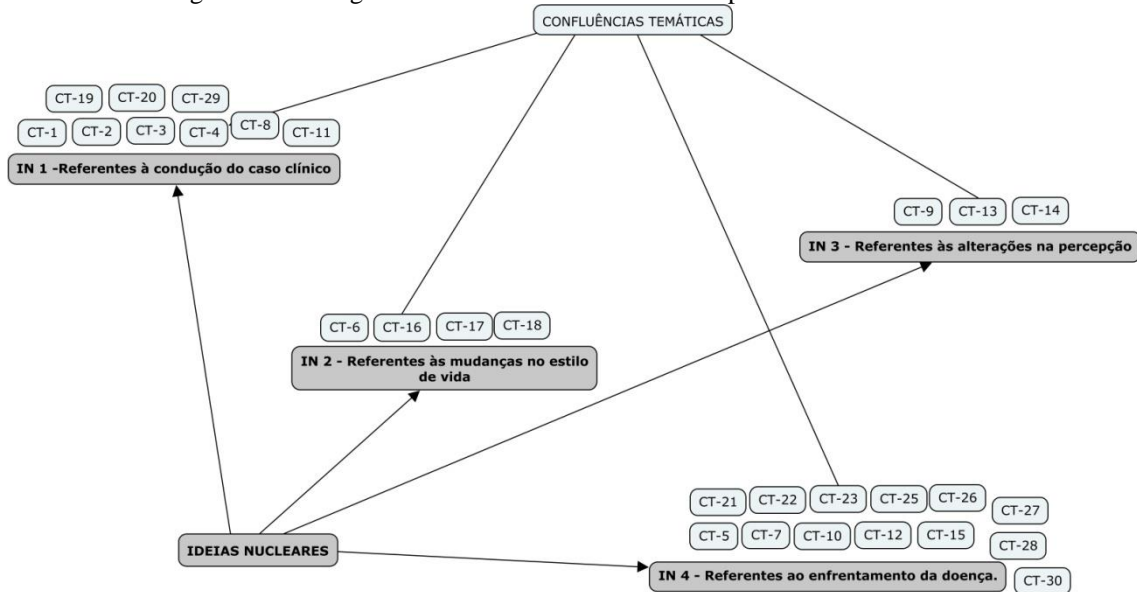 CONFLUÊNCIAS TEMÁTICAS
CT-19 CT-20 CT-29
CT-1 CT-2 CT-3 CT-4 CT-8 CT-11
IN 1 -Referentes à condução do caso clínico
CT-9 CT-13 CT-14
IN 3 - Referentes às alterações na percepção
CT-6 CT-16 CT-17 CT-18
IN 2 - Referentes às mudanças no estilo
de vida
CT-21 CT-22 CT-23 CT-25 CT-26 CT-27
CT-5 CT-7 CT-10 CT-12 CT-15 CT-28
IDEIAS NUCLEARES
IN 4 - Referentes ao enfrentamento da doença.
CT-30